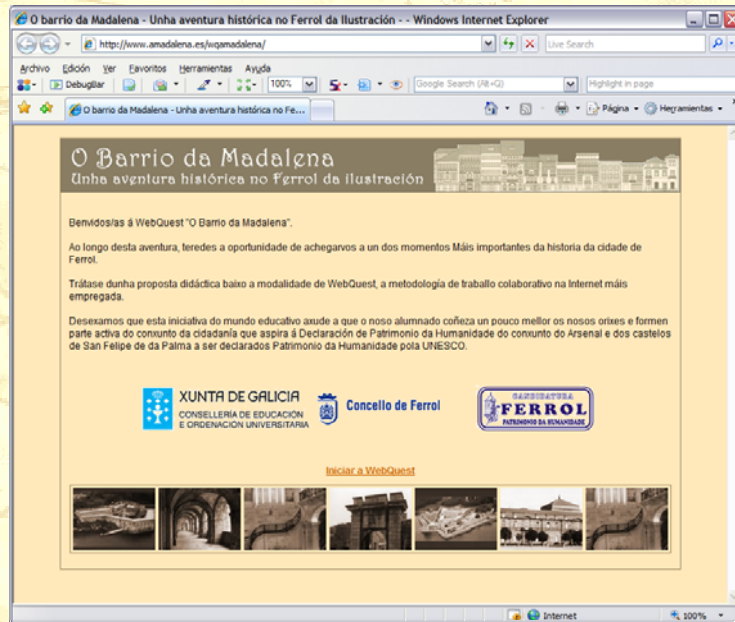 O barrio da Madalena - Unha aventura histórica no Ferrol da Ilustración - - Windows Internet Explorer
http://www.amadalena.es/wqamadalena/
Live Search
Archivo Edición Ver Favoritos Herramientas Ayuda
DebugBar 100% Google Search (Alt+Q) Highlight in page
O barrio da Madalena - Unha aventura histórica no Fe...
Página Herramientas
O Barrio da Madalena
Unha aventura histórica no Ferrol da ilustración
Benvidos/as á WebQuest "O Barrio da Madalena".
Ao longo desta aventura, teredes a oportunidade de achegarvos a un dos momentos Máis importantes da historia da cidade de
Ferrol.
Trátase dunha proposta didáctica baixo a modalidade de WebQuest, a metodología de traballo colaborativo na Internet máis
empregada.
Desexamos que esta iniciativa do mundo educativo axude a que o noso alumnado coñeza un pouco mellor os nosos orixes e formen
parte activa do conxunto da cidadanía que aspira á Declaración de Patrimonio da Humanidade do conxunto do Arsenal e dos castelos
de San Felipe de da Palma a ser declarados Patrimonio da Humanidade pola UNESCO.
XUNTA DE GALICIA
CONSELLERÍA DE EDUCACIÓN
E ORDENACIÓN UNIVERSITARIA
Concello de Ferrol
CANDIDATURA
FERROL
PATRIMONIO DA HUMANIDADE
Iniciar a WebQuest
Internet 100%